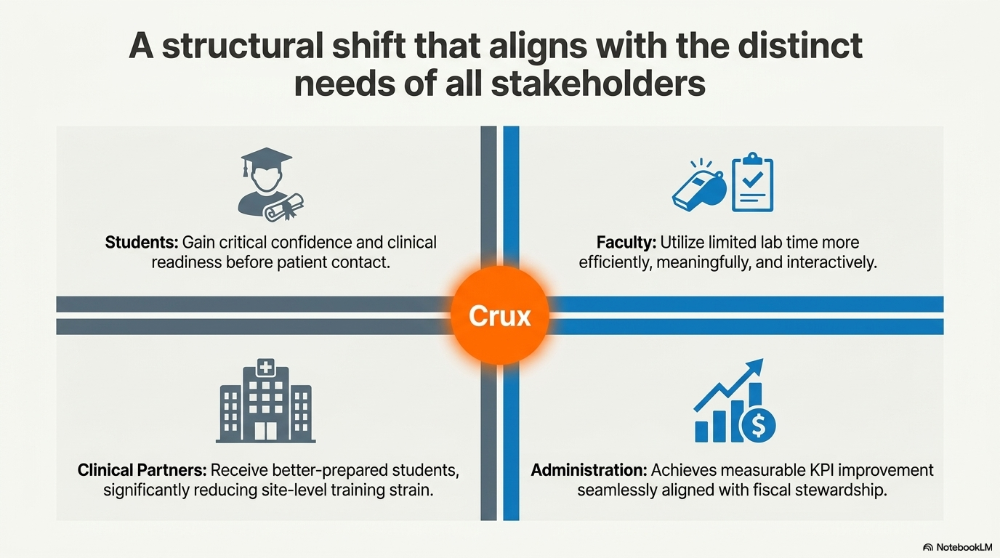 A structural shift that aligns with the distinct
needs of all stakeholders
Students: Gain critical confidence and clinical
readiness before patient contact.
Faculty: Utilize limited lab time more
efficiently, meaningfully, and interactively.
Crux
Clinical Partners: Receive better-prepared students,
significantly reducing site-level training strain.
Administration: Achieves measurable KPI improvement
seamlessly aligned with fiscal stewardship.
$
NotebookLM